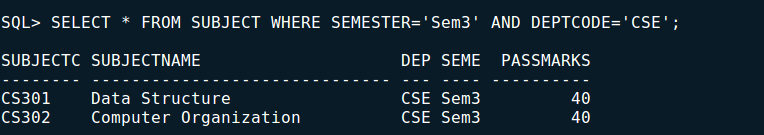 SQL> SELECT * FROM SUBJECT WHERE SEMESTER='Sem3' AND DEPTCODE='CSE';
SUBJECTC SUBJECTNAME                    DEP SEME  PASSMARKS
-------- ------------------------------ --- ---- ----------
CS301    Data Structure                 CSE Sem3         40
CS302    Computer Organization          CSE Sem3         40